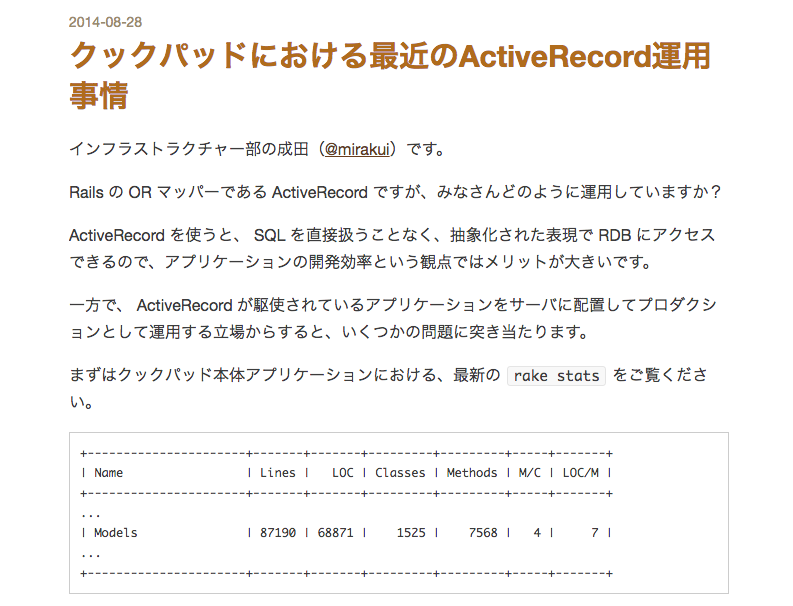 2014-08-28
クックパッドにおける最近のActiveRecord運用
事情
インフラストラクチャー部の成田（@mirakui）です。
Rails の OR マッパーである ActiveRecord ですが、みなさんどのように運用していますか？
ActiveRecord を使うと、 SQL を直接扱うことなく、抽象化された表現で RDB にアクセス
できるので、アプリケーションの開発効率という観点ではメリットが大きいです。
一方で、 ActiveRecord が駆使されているアプリケーションをサーバに配置してプロダクシ
ョンとして運用する立場からすると、いくつかの問題に突き当たります。
まずはクックパッド本体アプリケーションにおける、最新の rake stats をご覧くださ
い。
+----------------------+-------+-------+---------+---------+-----+-------+
| Name                 | Lines |   LOC | Classes | Methods | M/C | LOC/M |
+----------------------+-------+-------+---------+---------+-----+-------+
...
| Models               | 87190 | 68871 |    1525 |    7568 |   4 |     7 |
...
+----------------------+-------+-------+---------+---------+-----+-------+